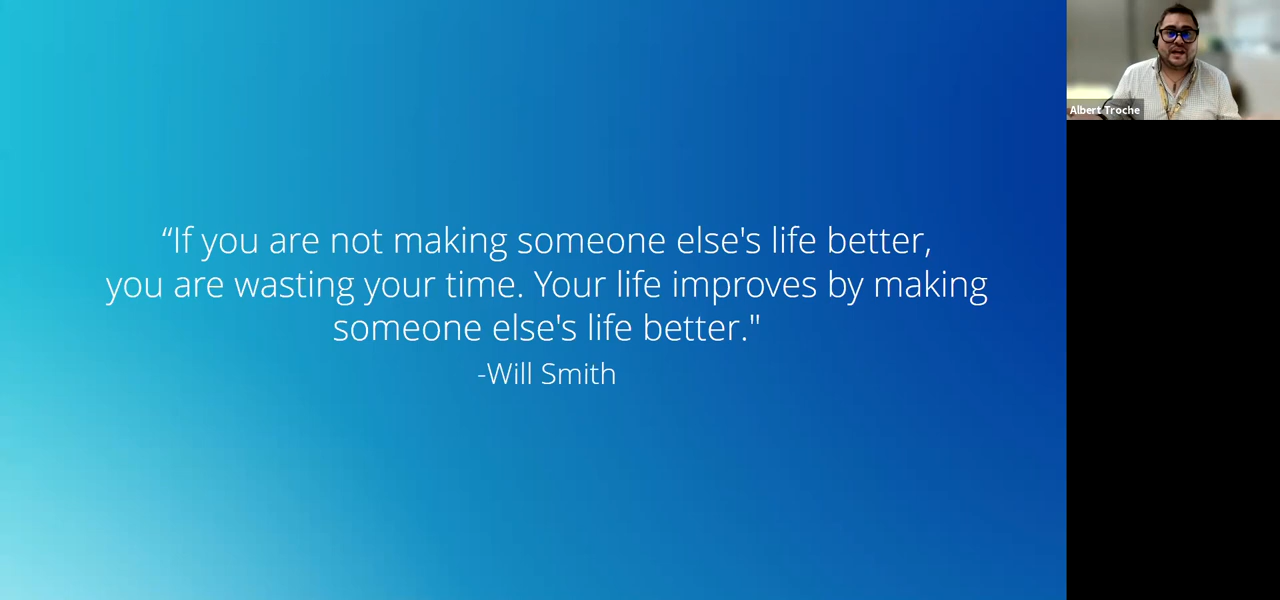 “If you are not making someone else's life better,
you are wasting your time. Your life improves by making
someone else's life better."
-Will Smith
Albert Troche